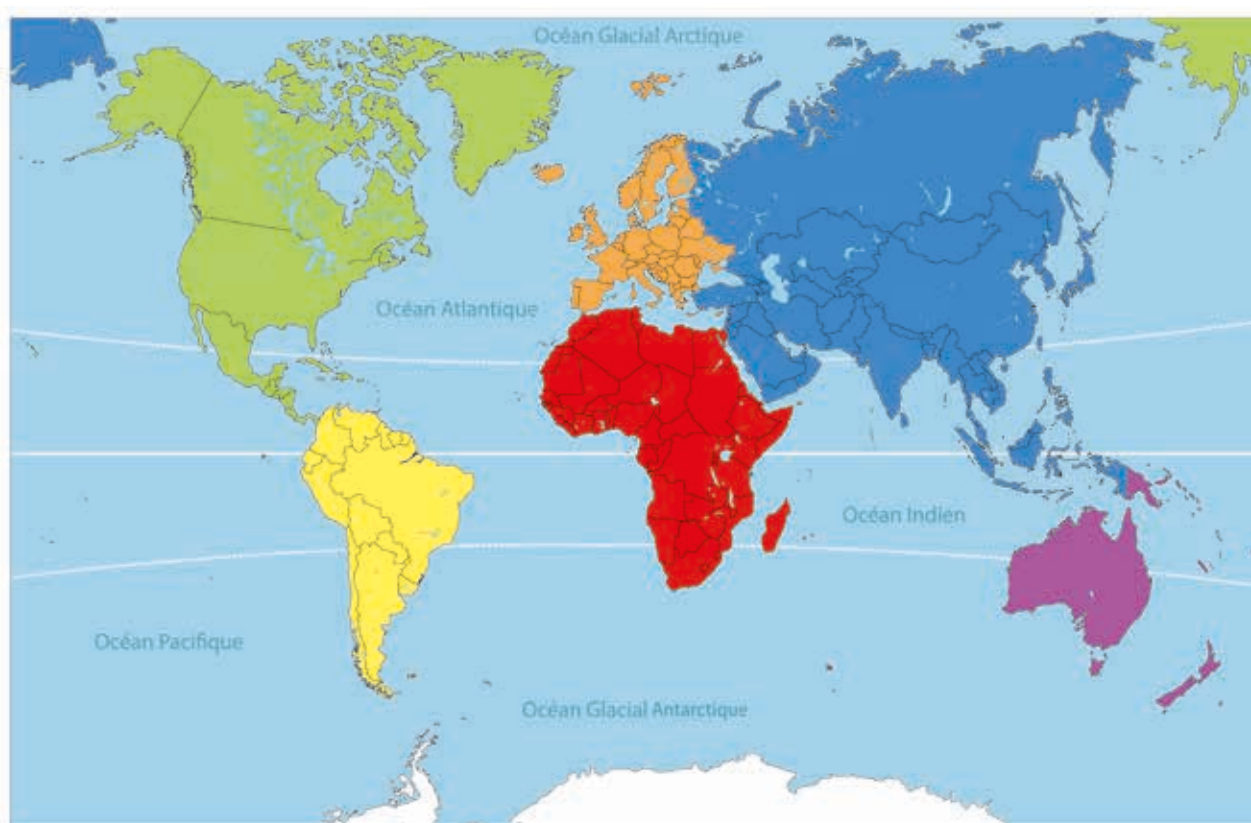 Océan Glacial Arctique
Océan Atlantique
Océan Indien
Océan Pacifique
Océan Glacial Antarctique